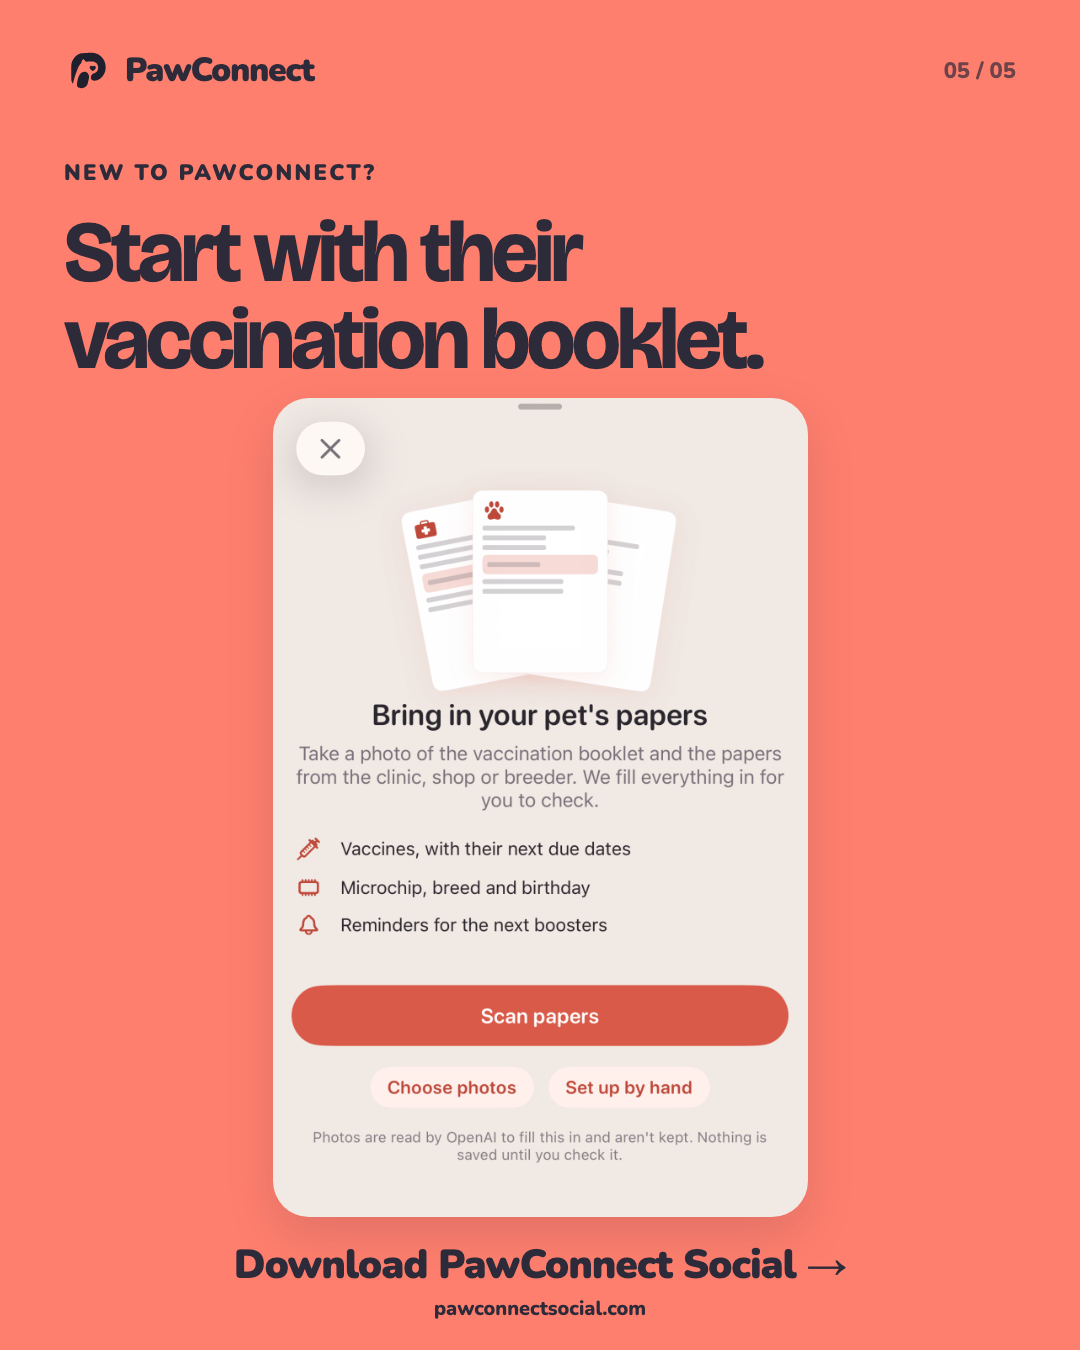 PawConnect
05 / 05
NEW TO PAWCONNECT?
Start with their
vaccination booklet.
Bring in your pet's papers
Take a photo of the vaccination booklet and the papers
from the clinic, shop or breeder. We fill everything in for
you to check.
Vaccines, with their next due dates
Microchip, breed and birthday
Reminders for the next boosters
Scan papers
Choose photos
Set up by hand
Photos are read by OpenAI to fill this in and aren't kept. Nothing is
saved until you check it.
Download PawConnect Social →
pawconnectsocial.com